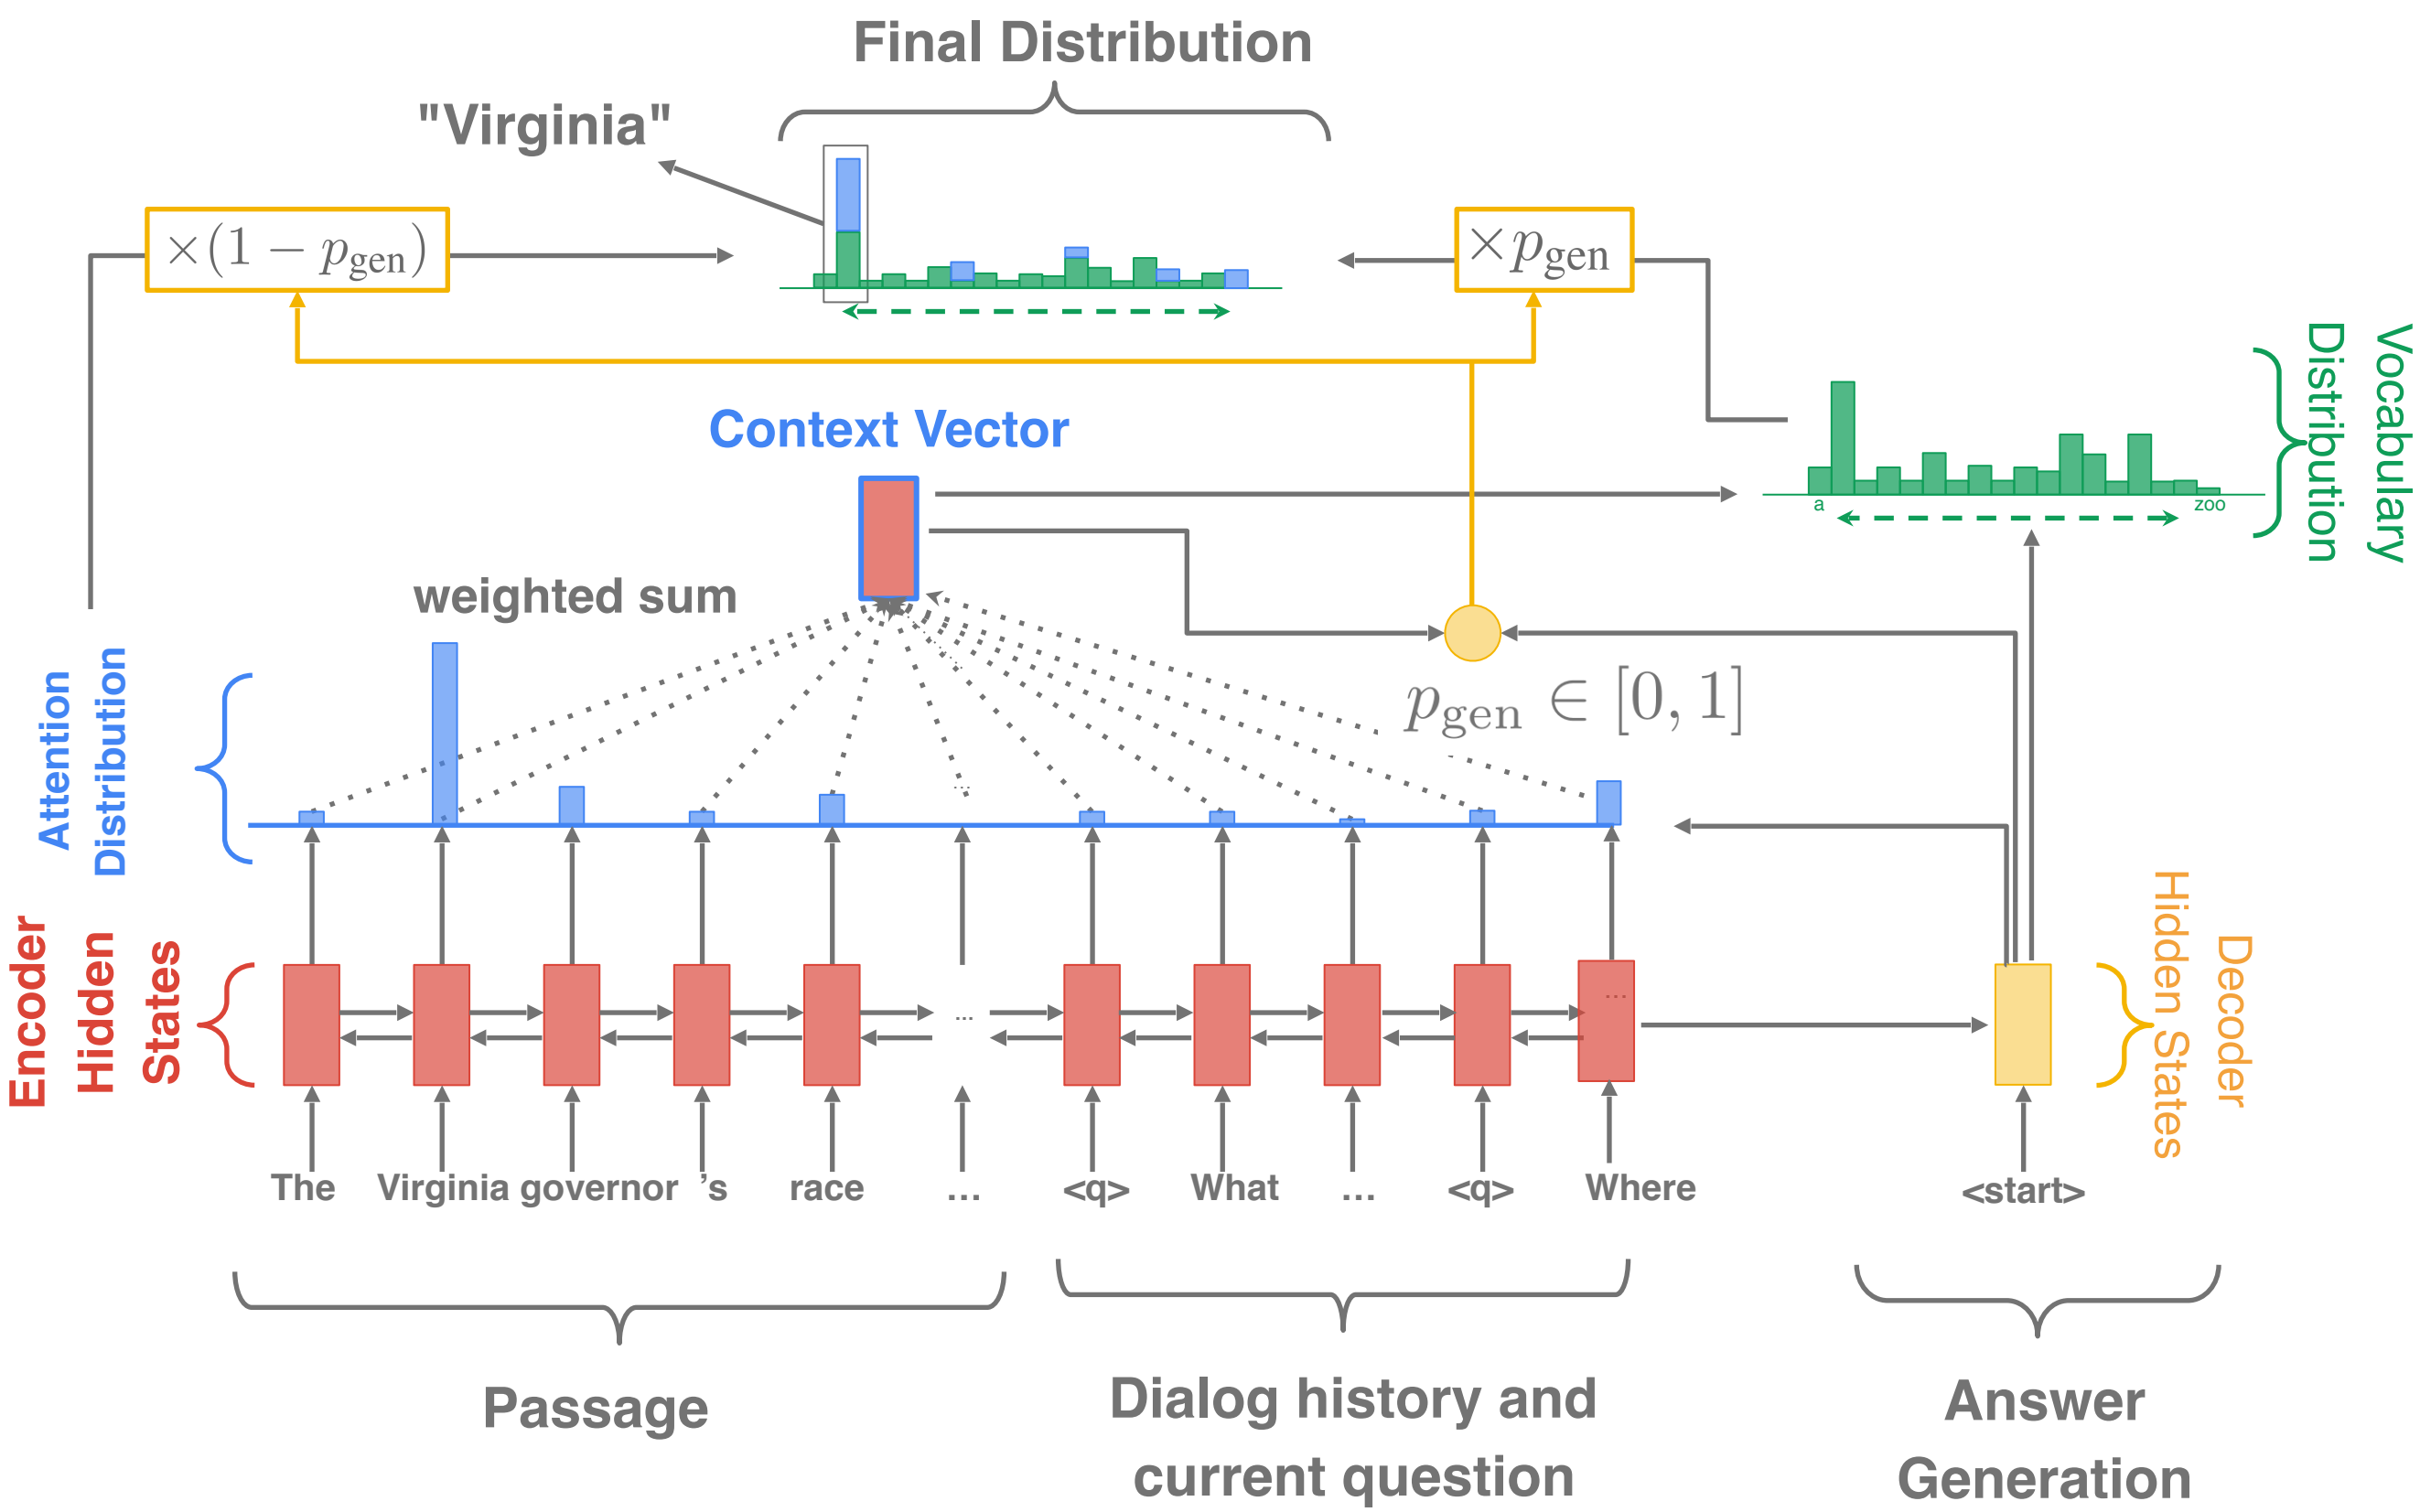 Final Distribution
"Virginia"
×(1 − pgen)
×pgen
Vocabulary
Distribution
Context Vector
a
zoo
weighted sum
pgen ∈ [0, 1]
Attention
Distribution
...
Encoder
Hidden
States
...
...
Decoder
Hidden States
The Virginia governor 's race ... <q> What ... <q> Where <start>
Passage
Dialog history and
current question
Answer
Generation